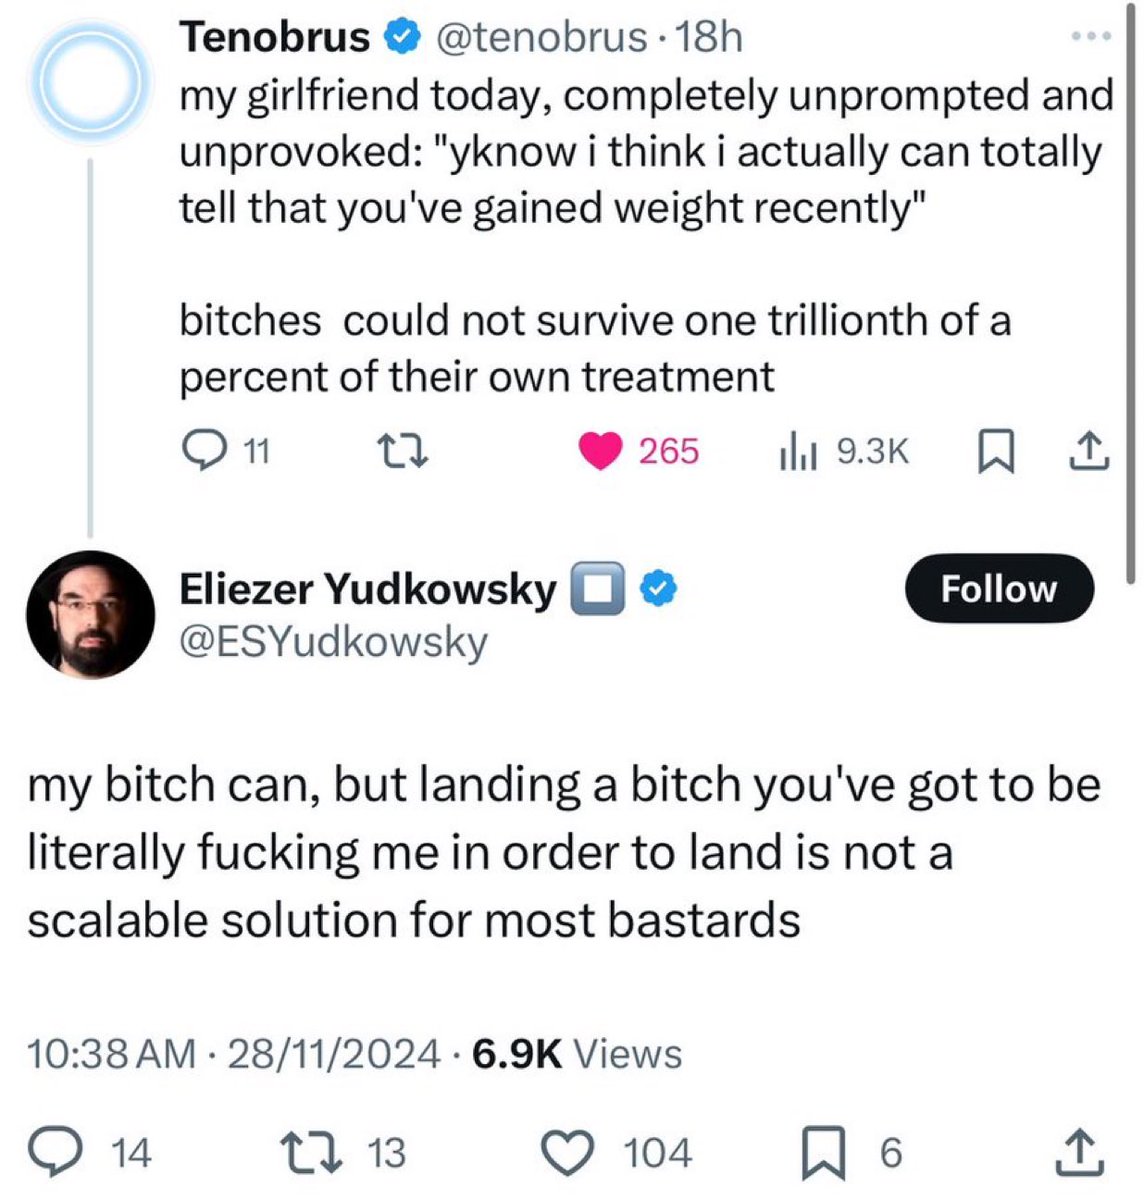 Tenobrus @tenobrus · 18h
my girlfriend today, completely unprompted and
unprovoked: "yknow i think i actually can totally
tell that you've gained weight recently"
bitches  could not survive one trillionth of a
percent of their own treatment
11 265 9.3K
Eliezer Yudkowsky
Follow
@ESYudkowsky
my bitch can, but landing a bitch you've got to be
literally fucking me in order to land is not a
scalable solution for most bastards
10:38 AM · 28/11/2024 · 6.9K Views
14 13 104 6